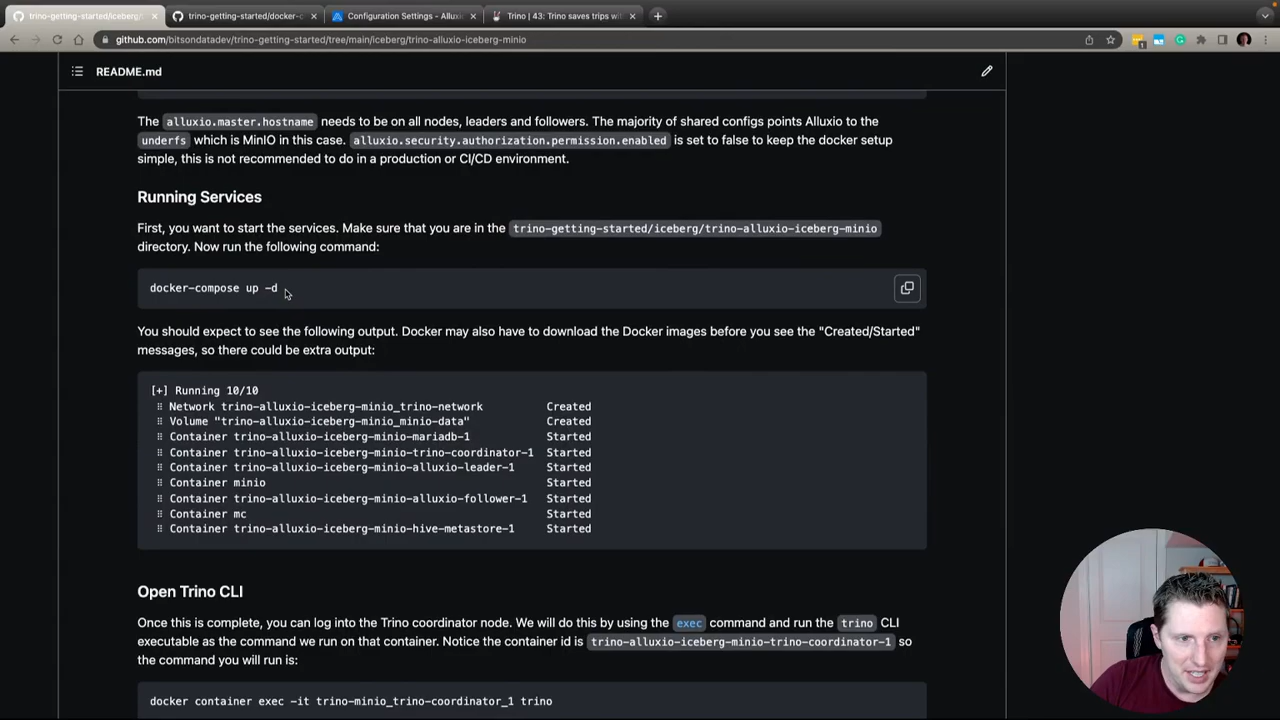 trino-getting-started/iceberg/
trino-getting-started/docker-c
Configuration Settings - Alluxi
Trino | 43: Trino saves trips wit
github.com/bitsondatadev/trino-getting-started/tree/main/iceberg/trino-alluxio-iceberg-minio
README.md
The alluxio.master.hostname needs to be on all nodes, leaders and followers. The majority of shared configs points Alluxio to the
underfs which is MinIO in this case. alluxio.security.authorization.permission.enabled is set to false to keep the docker setup
simple, this is not recommended to do in a production or CI/CD environment.
Running Services
First, you want to start the services. Make sure that you are in the trino-getting-started/iceberg/trino-alluxio-iceberg-minio
directory. Now run the following command:
docker-compose up -d
You should expect to see the following output. Docker may also have to download the Docker images before you see the "Created/Started"
messages, so there could be extra output:
[+] Running 10/10
⠿ Network trino-alluxio-iceberg-minio_trino-network Created
⠿ Volume "trino-alluxio-iceberg-minio_minio-data" Created
⠿ Container trino-alluxio-iceberg-minio-mariadb-1 Started
⠿ Container trino-alluxio-iceberg-minio-trino-coordinator-1 Started
⠿ Container trino-alluxio-iceberg-minio-alluxio-leader-1 Started
⠿ Container minio Started
⠿ Container trino-alluxio-iceberg-minio-alluxio-follower-1 Started
⠿ Container mc Started
⠿ Container trino-alluxio-iceberg-minio-hive-metastore-1 Started
Open Trino CLI
Once this is complete, you can log into the Trino coordinator node. We will do this by using the exec command and run the trino CLI
executable as the command we run on that container. Notice the container id is trino-alluxio-iceberg-minio-trino-coordinator-1 so
the command you will run is:
docker container exec -it trino-minio_trino-coordinator_1 trino